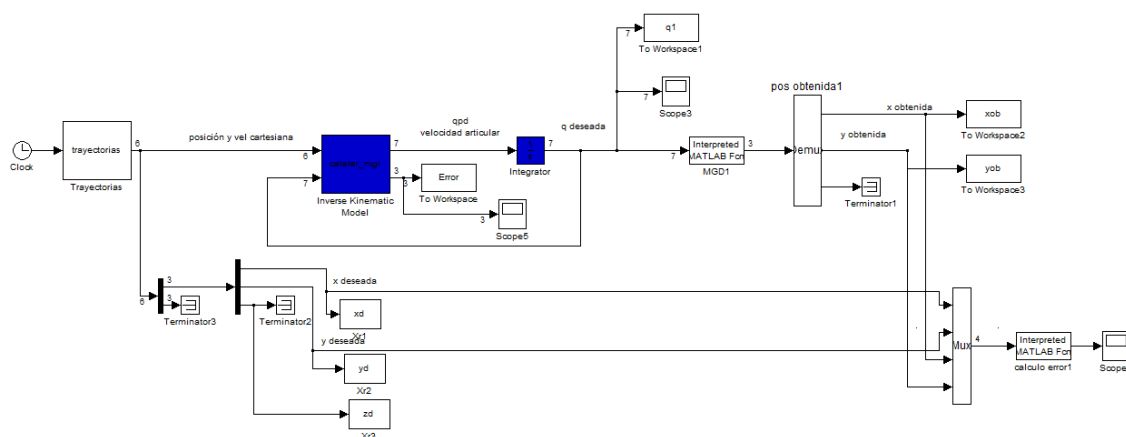 q1
7
To Workspace1
7
Scope3
pos obtenida1
x obtenida
xob
To Workspace2
y obtenida
yob
To Workspace3
Clock
trayectorias
Trayectorias
6
posición y vel cartesiana
6
7
qpd
velocidad articular
7
3
3
Inverse Kinematic
Model
Error
To Workspace
3
Scope5
Integrator
7
q deseada
7
Interpreted
MATLAB Fcn
MGD1
3
Demux
Terminator1
6
3
3
Terminator3
Terminator2
x deseada
xd
Xr1
y deseada
yd
Xr2
zd
Xr3
Mux
4
Interpreted
MATLAB Fcn
calculo error1
Scope